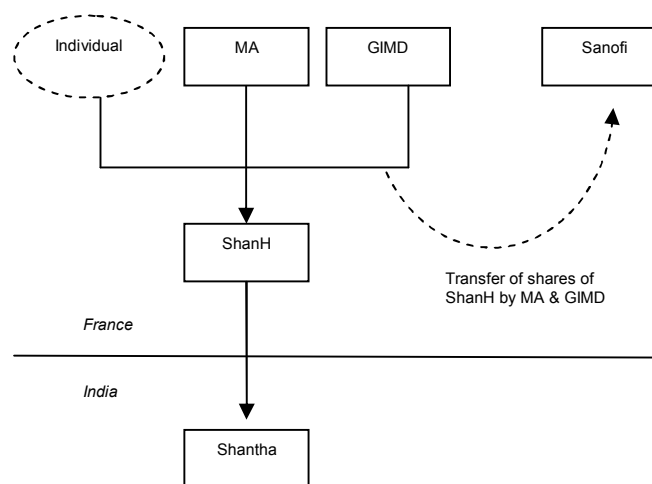 Individual
MA
GIMD
Sanofi
ShanH
Transfer of shares of
ShanH by MA & GIMD
France
India
Shantha